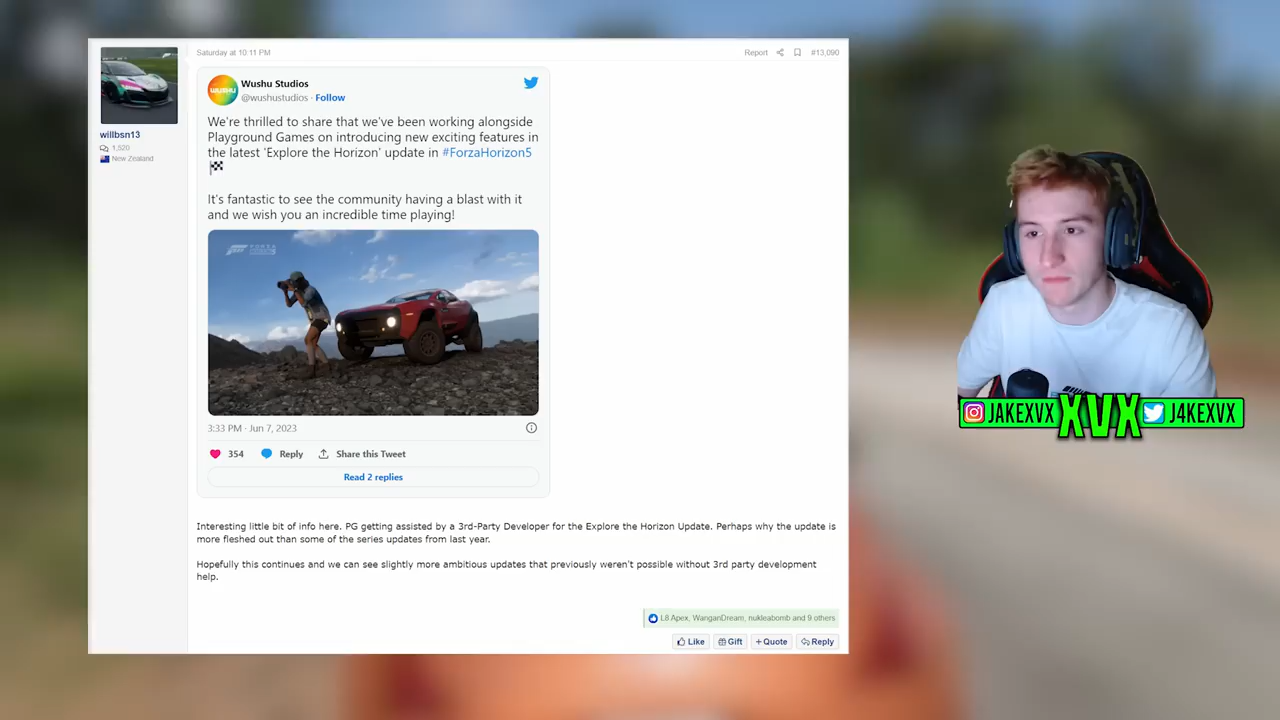 Saturday at 10:11 PM
Report
#13,090
willbsn13
1,520
New Zealand
WUSHU
Wushu Studios
@wushustudios · Follow
We're thrilled to share that we've been working alongside
Playground Games on introducing new exciting features in
the latest 'Explore the Horizon' update in #ForzaHorizon5
It's fantastic to see the community having a blast with it
and we wish you an incredible time playing!
FORZA
3:33 PM · Jun 7, 2023
354
Reply
Share this Tweet
Read 2 replies
Interesting little bit of info here. PG getting assisted by a 3rd-Party Developer for the Explore the Horizon Update. Perhaps why the update is
more fleshed out than some of the series updates from last year.
Hopefully this continues and we can see slightly more ambitious updates that previously weren't possible without 3rd party development
help.
L8 Apex, WanganDream, nukleabomb and 9 others
Like
Gift
+Quote
Reply
JAKEXVX
XVX
J4KEXVX